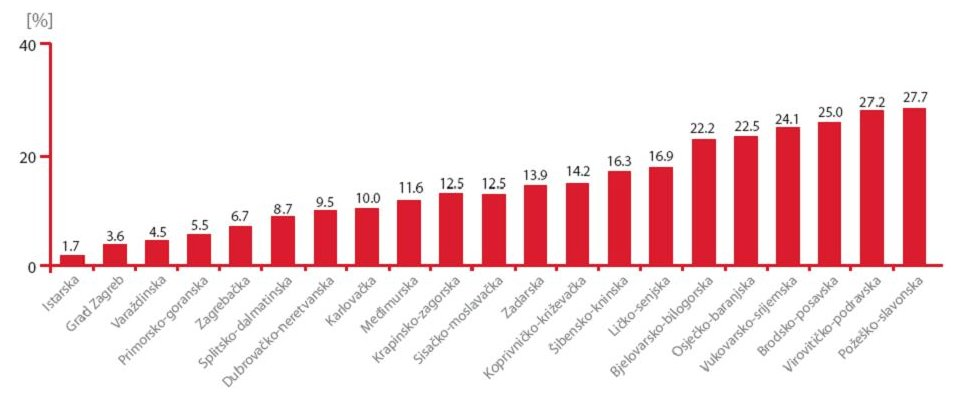 [%]
40
20
0
1.7
3.6
4.5
5.5
6.7
8.7
9.5
10.0
11.6
12.5
12.5
13.9
14.2
16.3
16.9
22.2
22.5
24.1
25.0
27.2
27.7
Istarska
Grad Zagreb
Varaždinska
Primorsko-goranska
Zagrebačka
Splitsko-dalmatinska
Dubrovačko-neretvanska
Karlovačka
Međimurska
Krapinsko-zagorska
Sisačko-moslavačka
Zadarska
Koprivničko-križevačka
Šibensko-kninska
Ličko-senjska
Bjelovarsko-bilogorska
Osječko-baranjska
Vukovarsko-srijemska
Brodsko-posavska
Virovitičko-podravska
Požeško-slavonska